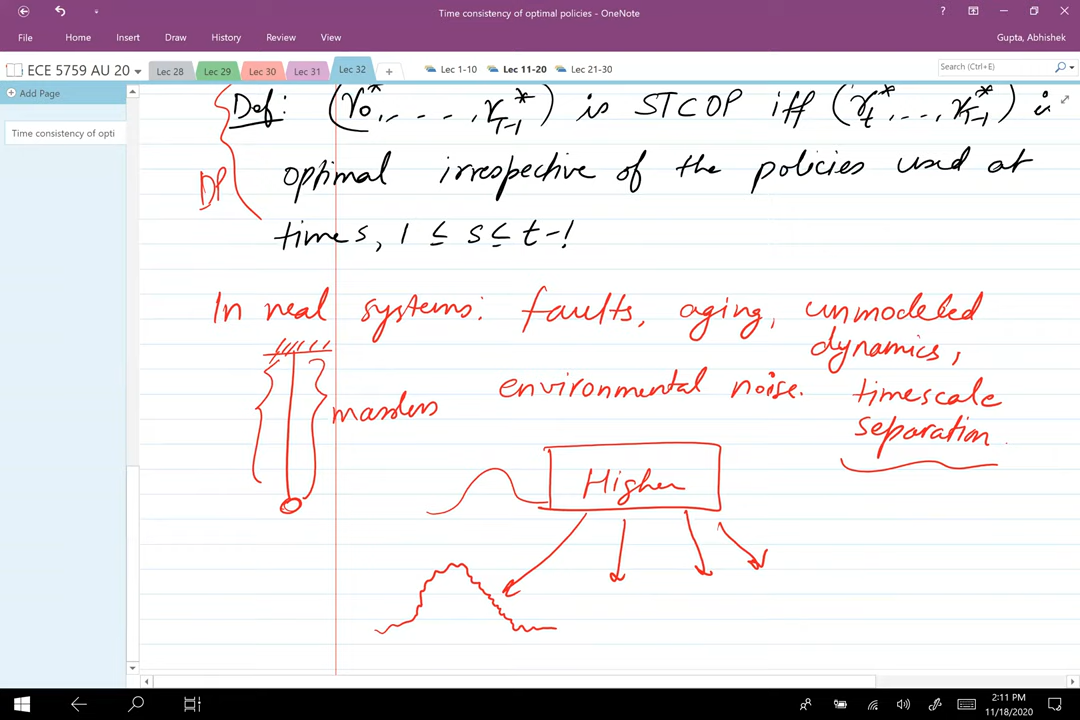 Time consistency of optimal policies - OneNote
File Home Insert Draw History Review View
Gupta, Abhishek
ECE 5759 AU 20
Lec 28 Lec 29 Lec 30 Lec 31 Lec 32
Lec 1-10 Lec 11-20 Lec 21-30
Search (Ctrl+E)
Add Page
Time consistency of opti
Def: (γ₀*, . . . , γ_{T-1}*) is STCOP iff (γ_t*, . . . , γ_{T-1}*) is
optimal irrespective of the policies used at
times, 1 ≤ s ≤ t-1
DP
In real systems: faults, aging, unmodeled
dynamics,
environmental noise. timescale
separation
massless
Higher
2:11 PM
11/18/2020